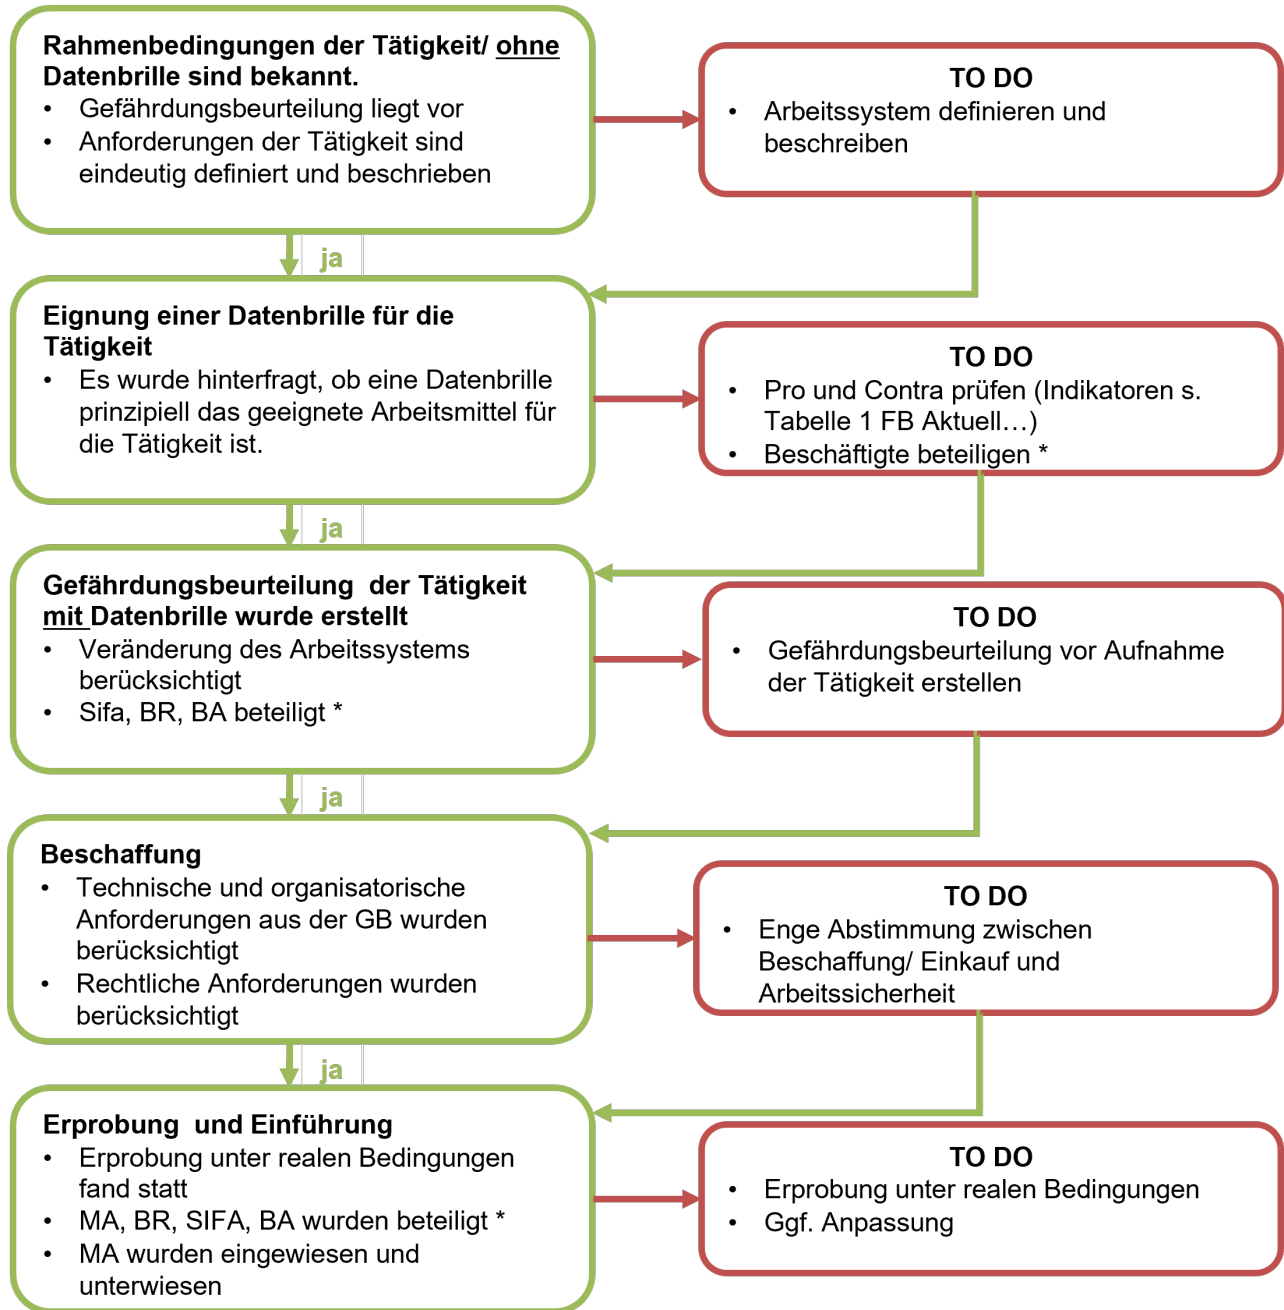 Rahmenbedingungen der Tätigkeit/ ohne
Datenbrille sind bekannt.
• Gefährdungsbeurteilung liegt vor
• Anforderungen der Tätigkeit sind
eindeutig definiert und beschrieben
TO DO
• Arbeitssystem definieren und
beschreiben
ja
Eignung einer Datenbrille für die
Tätigkeit
• Es wurde hinterfragt, ob eine Datenbrille
prinzipiell das geeignete Arbeitsmittel für
die Tätigkeit ist.
TO DO
• Pro und Contra prüfen (Indikatoren s.
Tabelle 1 FB Aktuell…)
• Beschäftigte beteiligen *
ja
Gefährdungsbeurteilung der Tätigkeit
mit Datenbrille wurde erstellt
• Veränderung des Arbeitssystems
berücksichtigt
• Sifa, BR, BA beteiligt *
TO DO
• Gefährdungsbeurteilung vor Aufnahme
der Tätigkeit erstellen
ja
Beschaffung
• Technische und organisatorische
Anforderungen aus der GB wurden
berücksichtigt
• Rechtliche Anforderungen wurden
berücksichtigt
TO DO
• Enge Abstimmung zwischen
Beschaffung/ Einkauf und
Arbeitssicherheit
ja
Erprobung und Einführung
• Erprobung unter realen Bedingungen
fand statt
• MA, BR, SIFA, BA wurden beteiligt *
• MA wurden eingewiesen und
unterwiesen
TO DO
• Erprobung unter realen Bedingungen
• Ggf. Anpassung